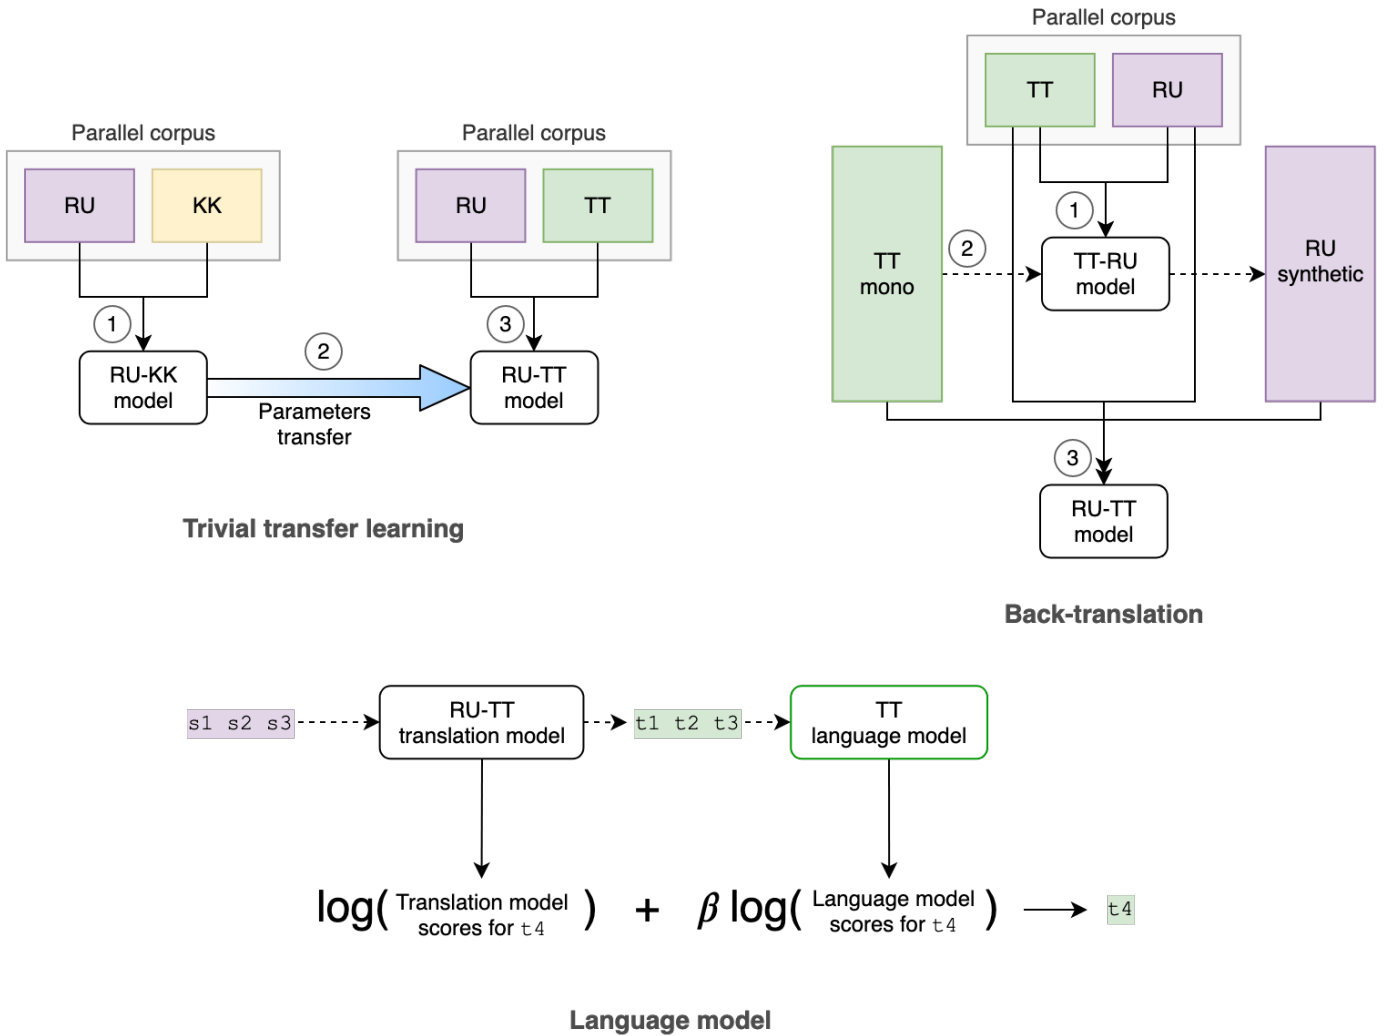 Parallel corpus
RU
KK
1
RU-KK
model
2
Parameters
transfer
Parallel corpus
RU
TT
3
RU-TT
model
Trivial transfer learning
Parallel corpus
TT
RU
1
TT
mono
2
TT-RU
model
RU
synthetic
3
RU-TT
model
Back-translation
s1 s2 s3
RU-TT
translation model
t1 t2 t3
TT
language model
log( Translation model scores for t4 ) + β log( Language model scores for t4 )
t4
Language model